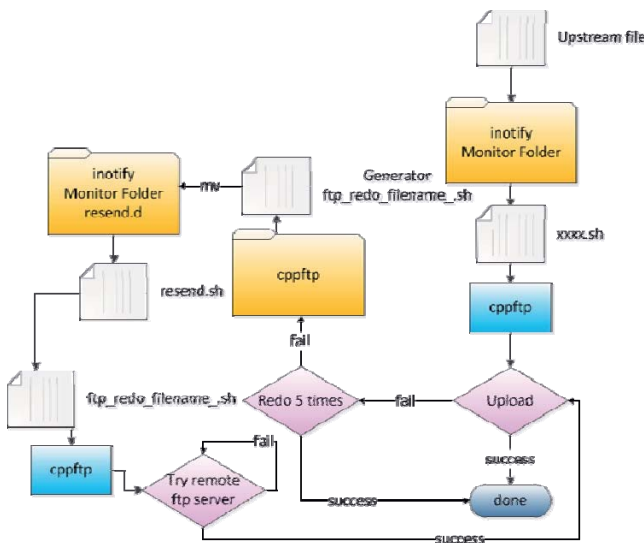 Upstream file
inotify
Monitor Folder
inotify
Monitor Folder
resend.d
mv
Generator
ftp_redo_filename_.sh
xxxx.sh
resend.sh
cppftp
cppftp
fail
ftp_redo_filename_.sh
Redo 5 times
fail
Upload
cppftp
fail
Try remote
ftp server
success
success
done
success